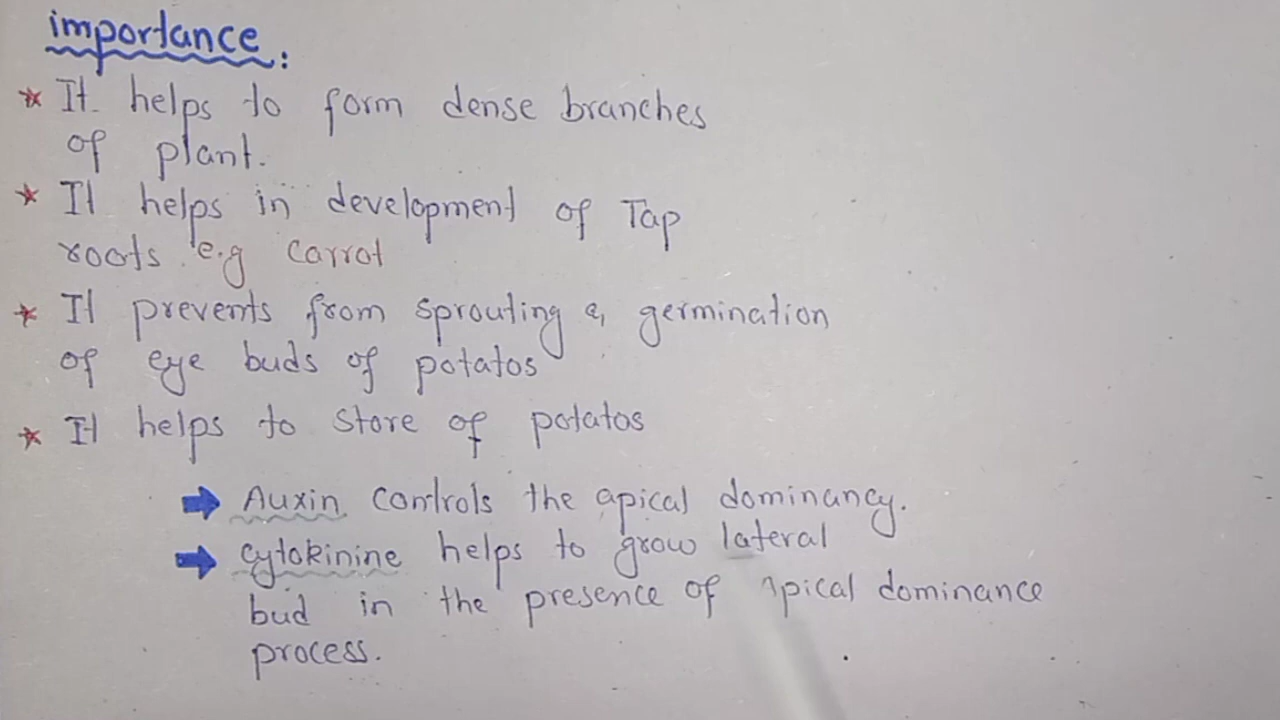 importance:
* It helps to form dense branches
of plant.
* It helps in development of Tap
roots e.g carrot
* It prevents from sprouting & germination
of eye buds of potatos
* It helps to store of potatos
➡ Auxin controls the apical dominancy.
➡ cytokinine helps to grow lateral
bud in the presence of apical dominance
process.